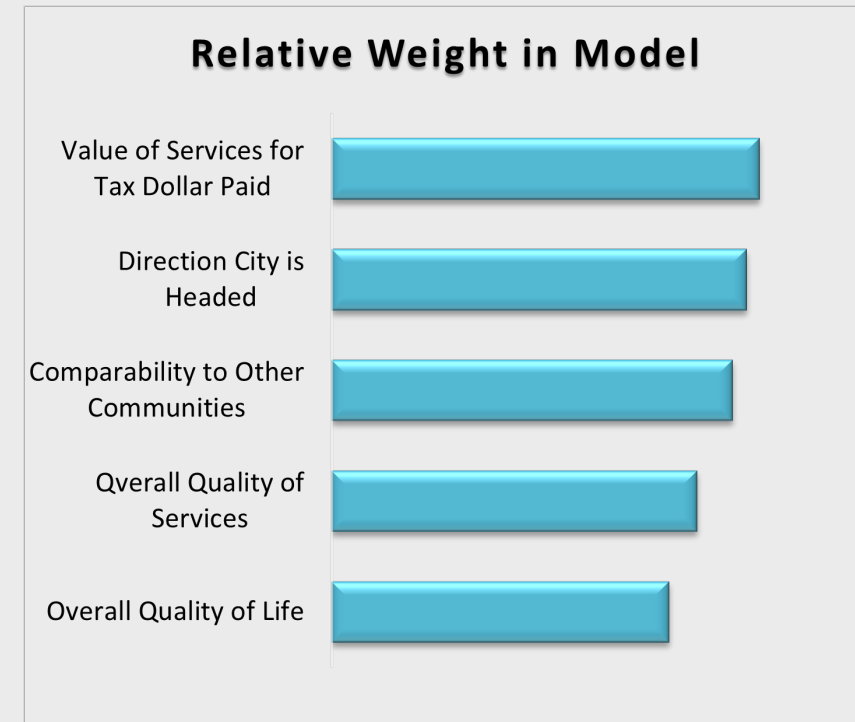 Relative Weight in Model
Value of Services for
Tax Dollar Paid
Direction City is
Headed
Comparability to Other
Communities
Qverall Quality of
Services
Overall Quality of Life